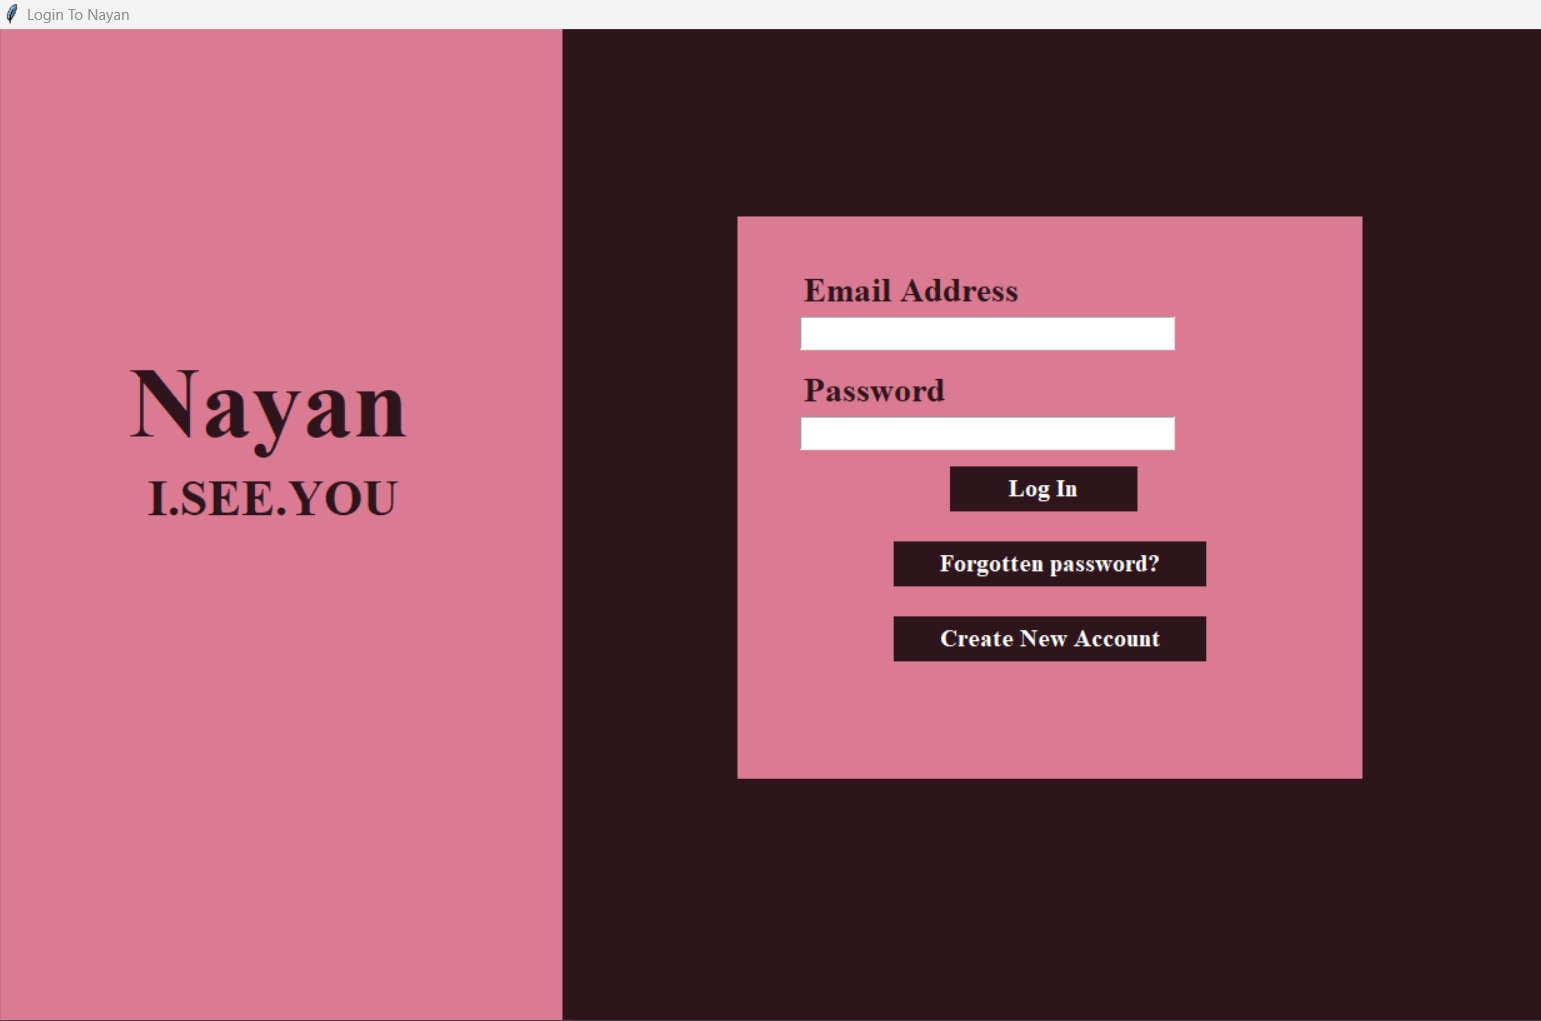 Login To Nayan
Nayan
I.SEE.YOU
Email Address
Password
Log In
Forgotten password?
Create New Account